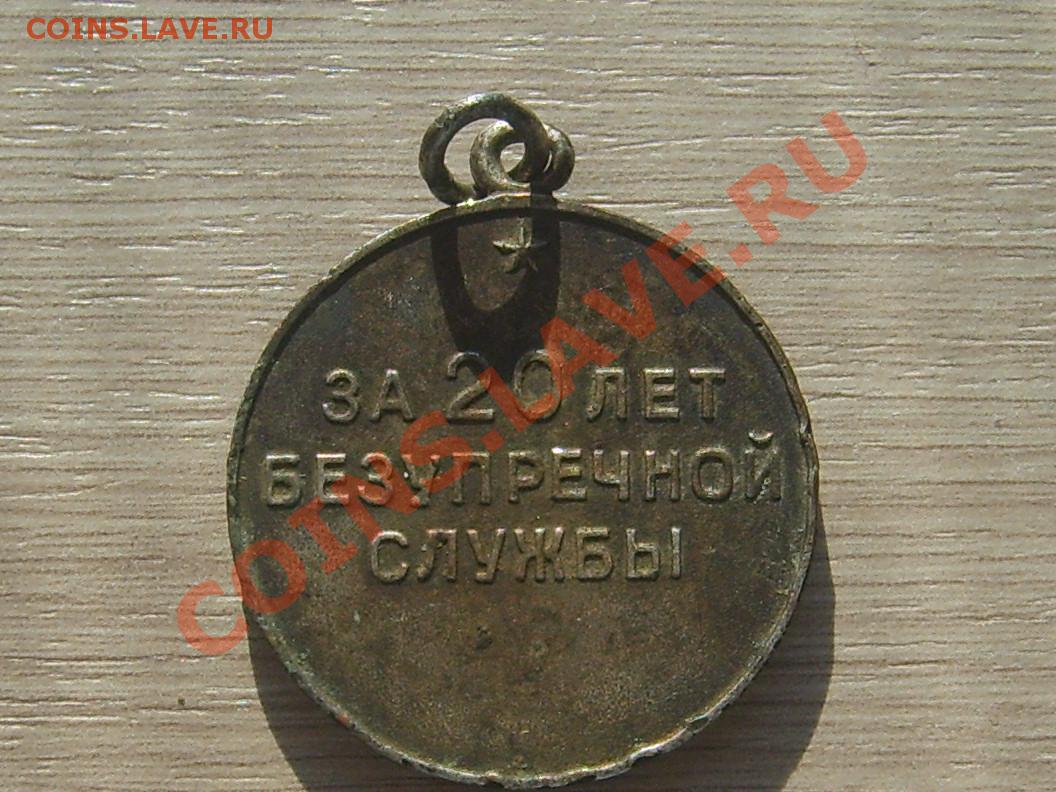 COINS.LAVE.RU
ЗА 20 ЛЕТ
БЕЗУПРЕЧНОЙ
СЛУЖБЫ
COINS.LAVE.RU